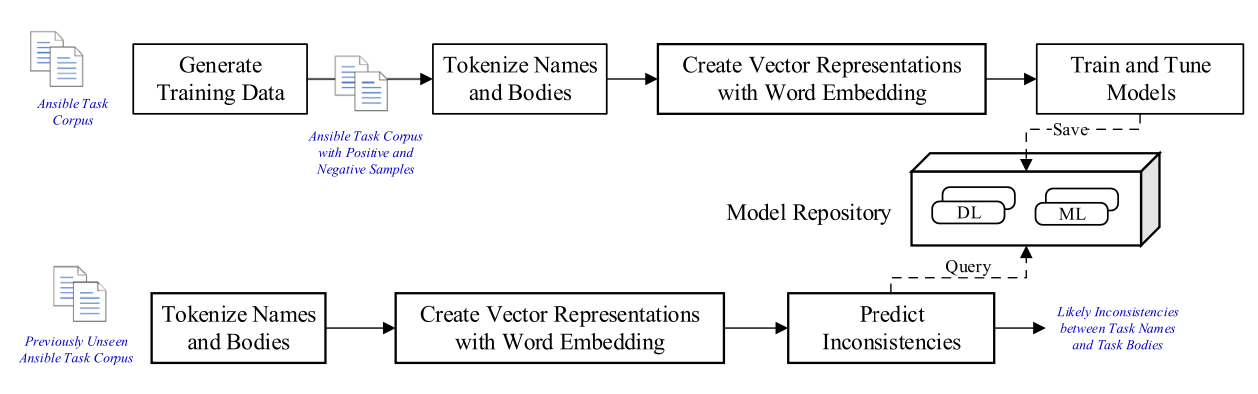 Ansible Task
Corpus
Generate
Training Data
Ansible Task Corpus
with Positive and
Negative Samples
Tokenize Names
and Bodies
Create Vector Representations
with Word Embedding
Train and Tune
Models
Save
Model Repository
DL
ML
Query
Previously Unseen
Ansible Task Corpus
Tokenize Names
and Bodies
Create Vector Representations
with Word Embedding
Predict
Inconsistencies
Likely Inconsistencies
between Task Names
and Task Bodies